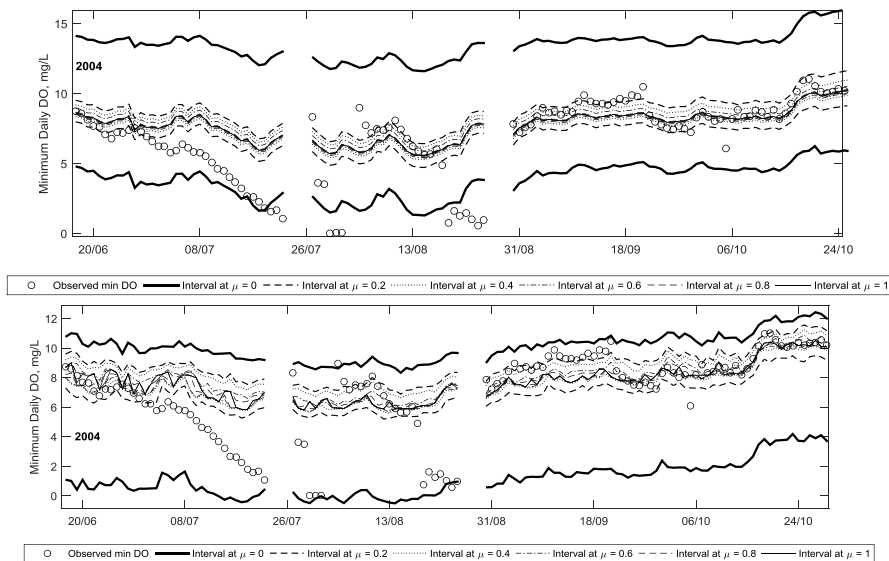 15
10
5
0
Minimum Daily DO, mg/L
2004
20/06 08/07 26/07 13/08 31/08 18/09 06/10 24/10
Observed min DO Interval at μ = 0 Interval at μ = 0.2 Interval at μ = 0.4 Interval at μ = 0.6 Interval at μ = 0.8 Interval at μ = 1
12
10
8
6
4
2
0
Minimum Daily DO, mg/L
2004
20/06 08/07 26/07 13/08 31/08 18/09 06/10 24/10
Observed min DO Interval at μ = 0 Interval at μ = 0.2 Interval at μ = 0.4 Interval at μ = 0.6 Interval at μ = 0.8 Interval at μ = 1